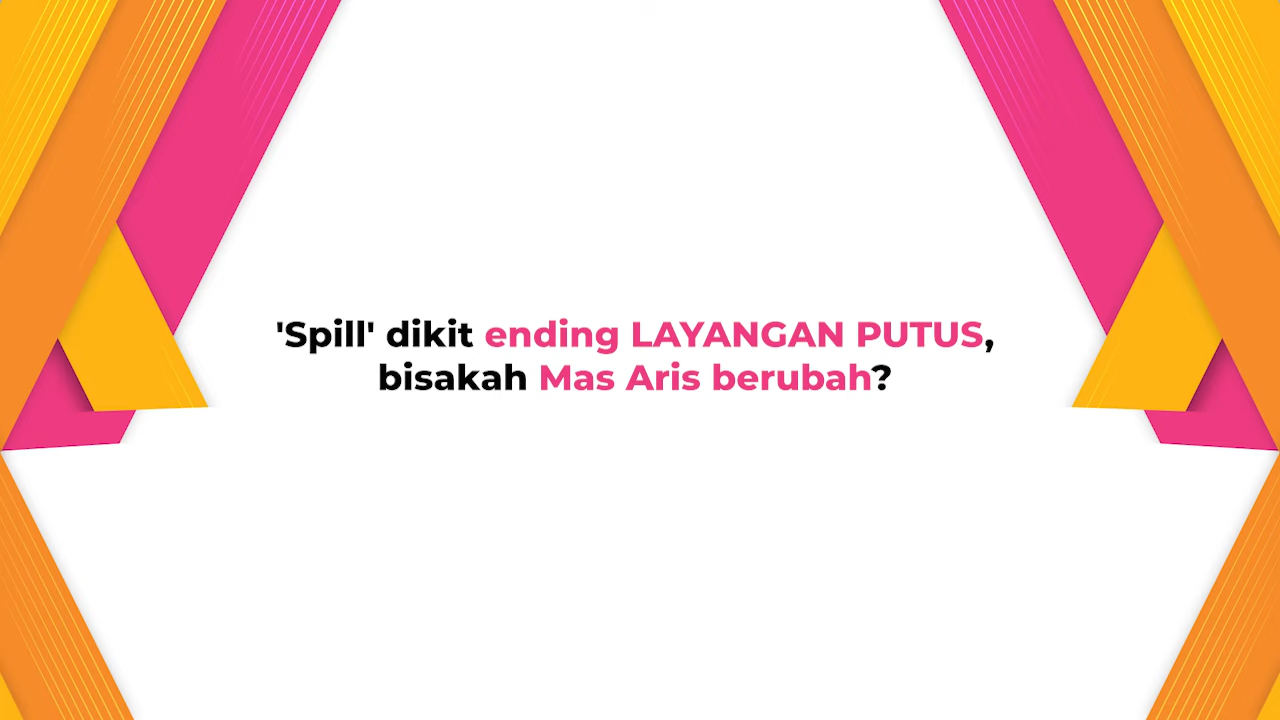 'Spill' dikit ending LAYANGAN PUTUS,
bisakah Mas Aris berubah?